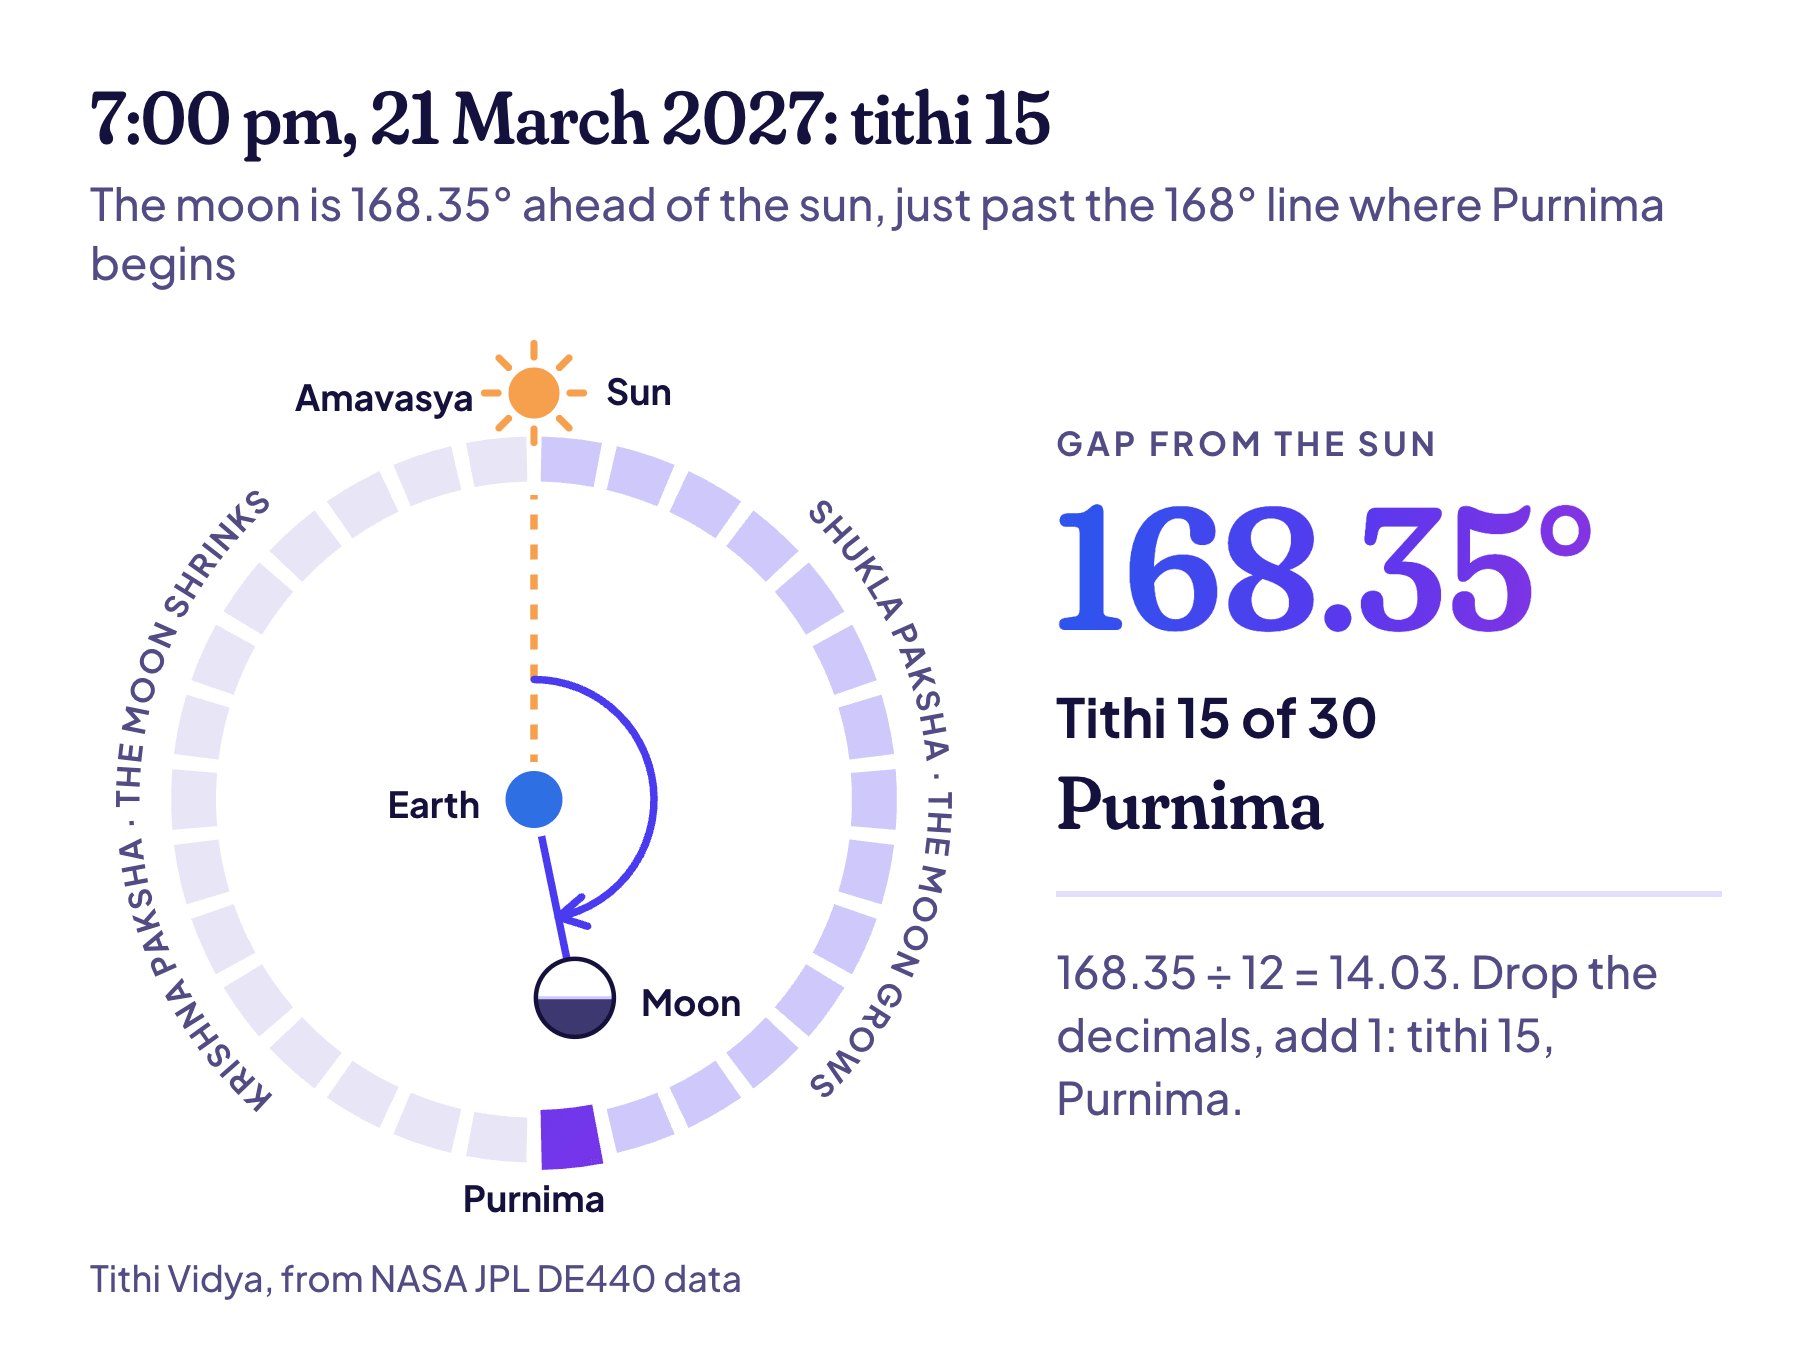 7:00 pm, 21 March 2027: tithi 15
The moon is 168.35° ahead of the sun, just past the 168° line where Purnima
begins
Amavasya
Sun
KRISHNA PAKSHA · THE MOON SHRINKS
SHUKLA PAKSHA · THE MOON GROWS
Earth
Moon
Purnima
GAP FROM THE SUN
168.35°
Tithi 15 of 30
Purnima
168.35 ÷ 12 = 14.03. Drop the
decimals, add 1: tithi 15,
Purnima.
Tithi Vidya, from NASA JPL DE440 data